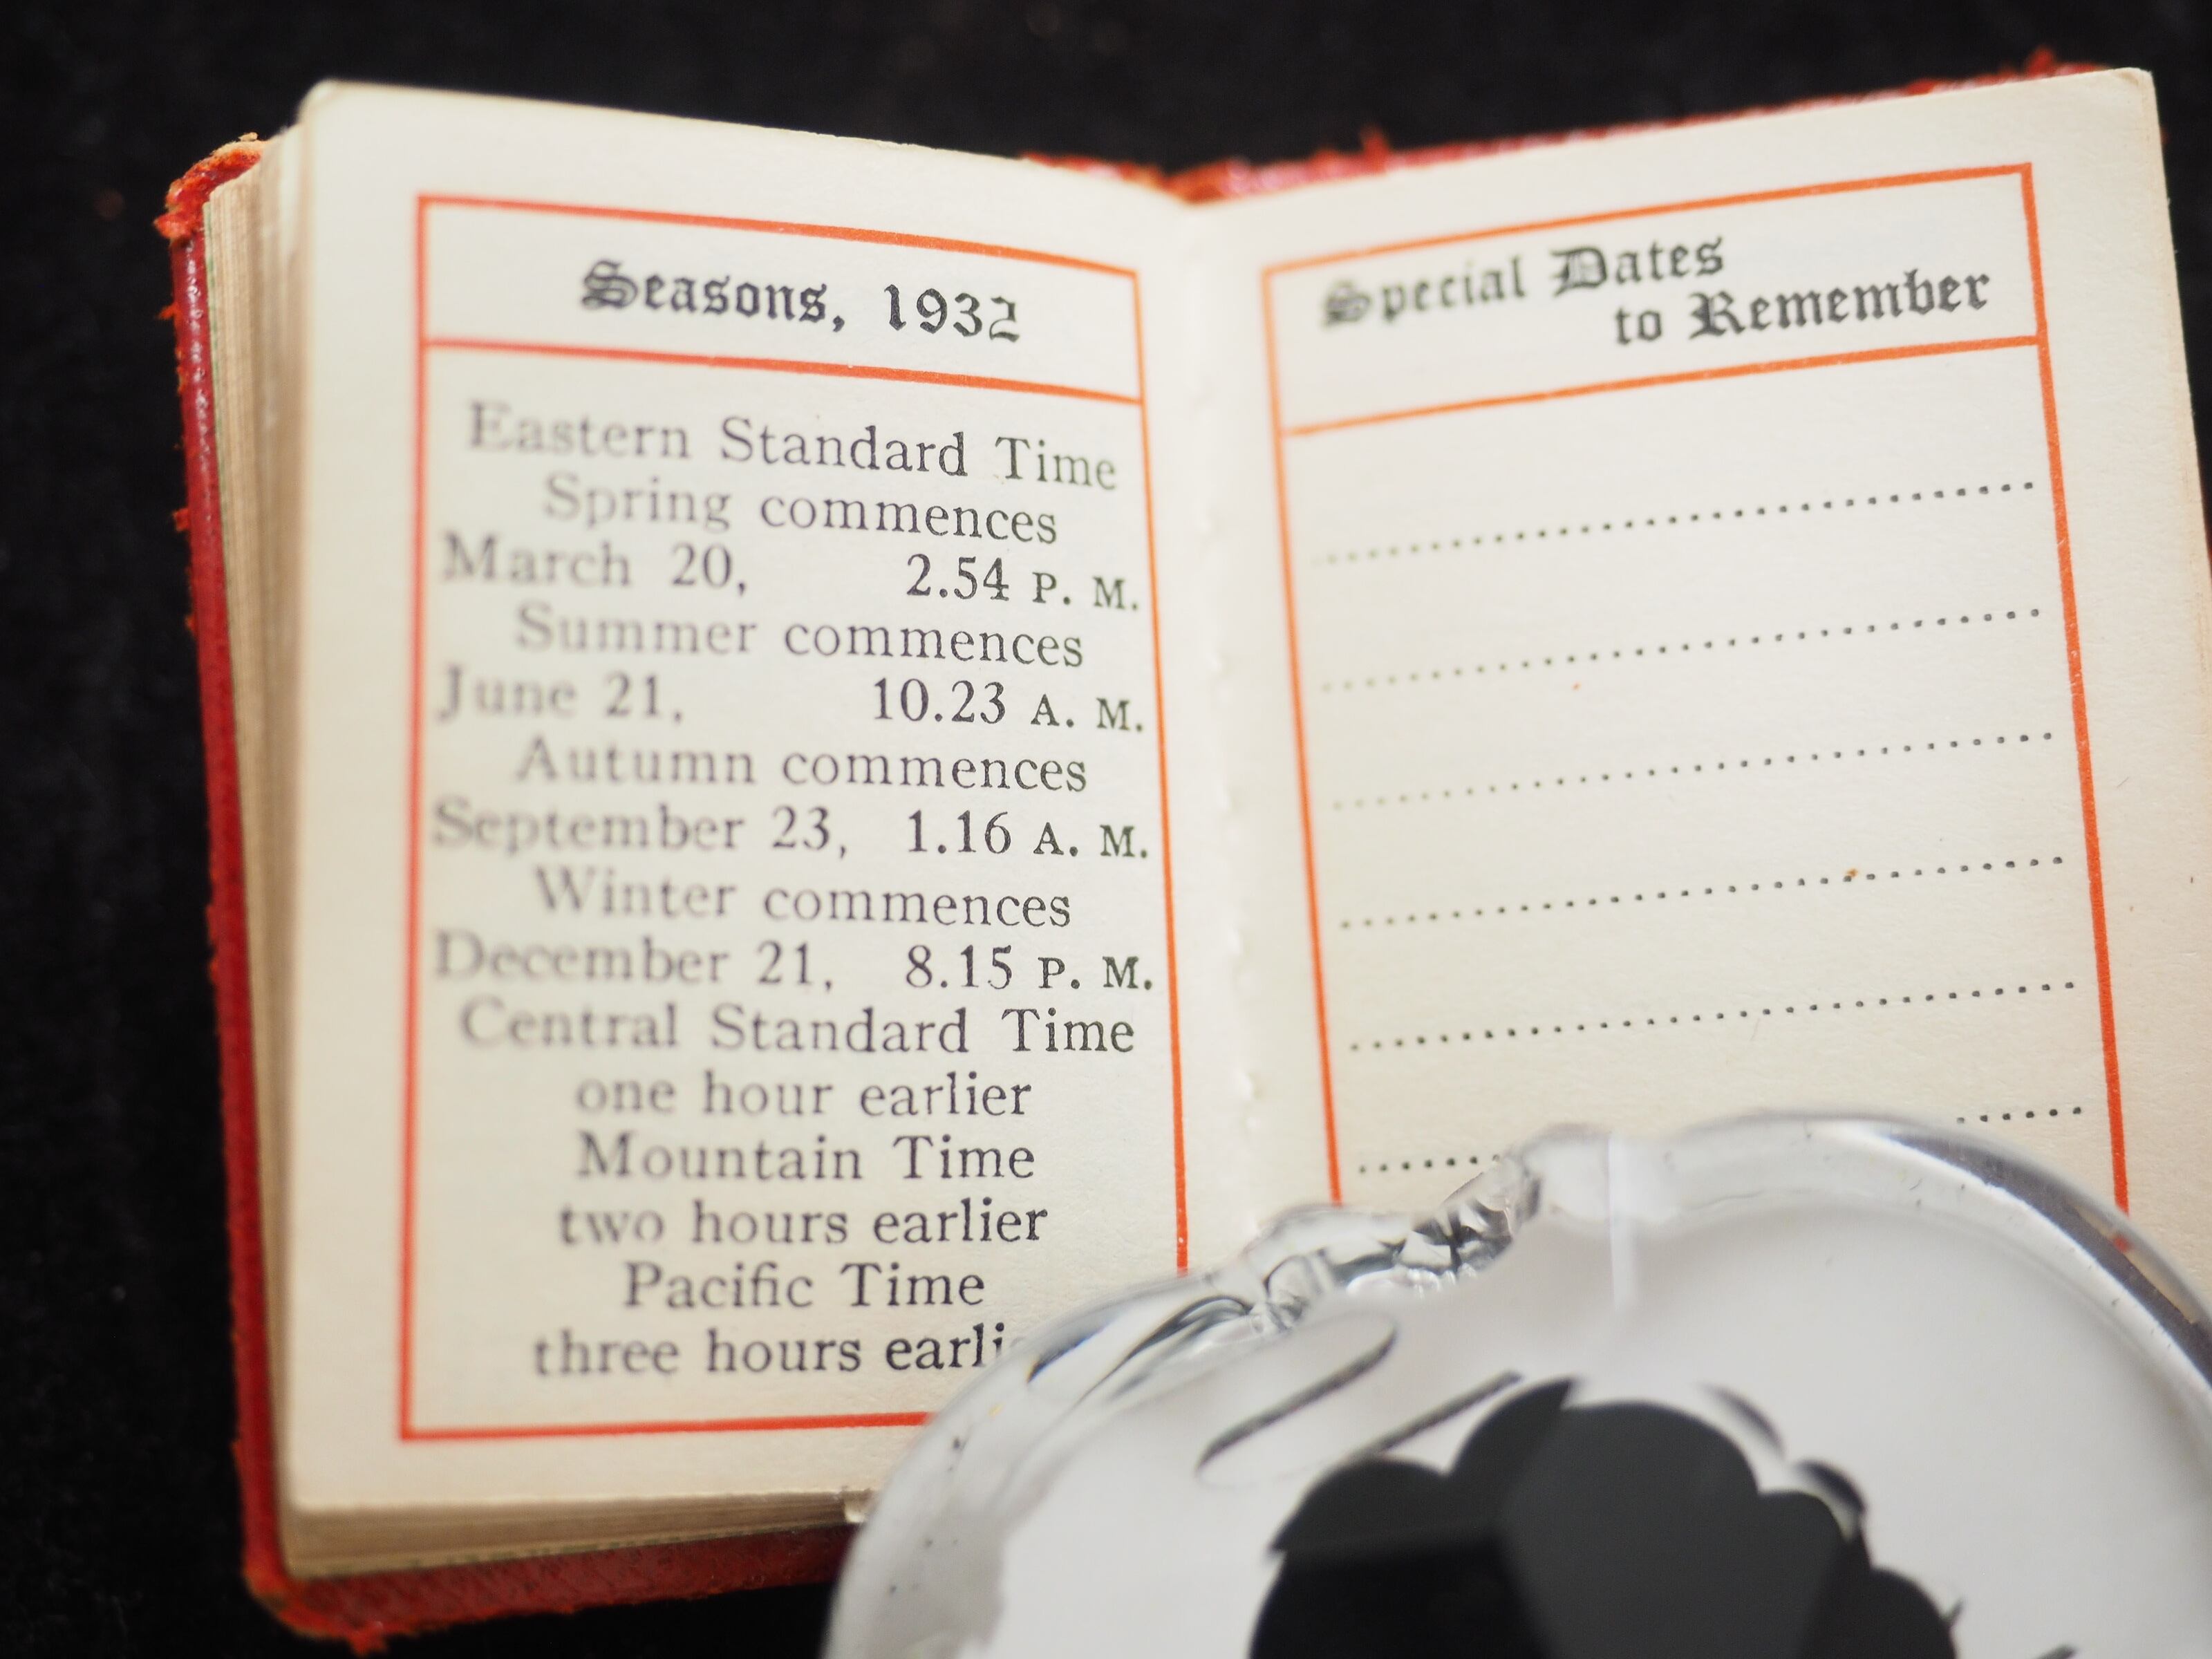 Seasons, 1932
Eastern Standard Time
Spring commences
March 20, 2.54 P. M.
Summer commences
June 21, 10.23 A. M.
Autumn commences
September 23, 1.16 A. M.
Winter commences
December 21, 8.15 P. M.
Central Standard Time
one hour earlier
Mountain Time
two hours earlier
Pacific Time
three hours earli
Special Dates
to Remember